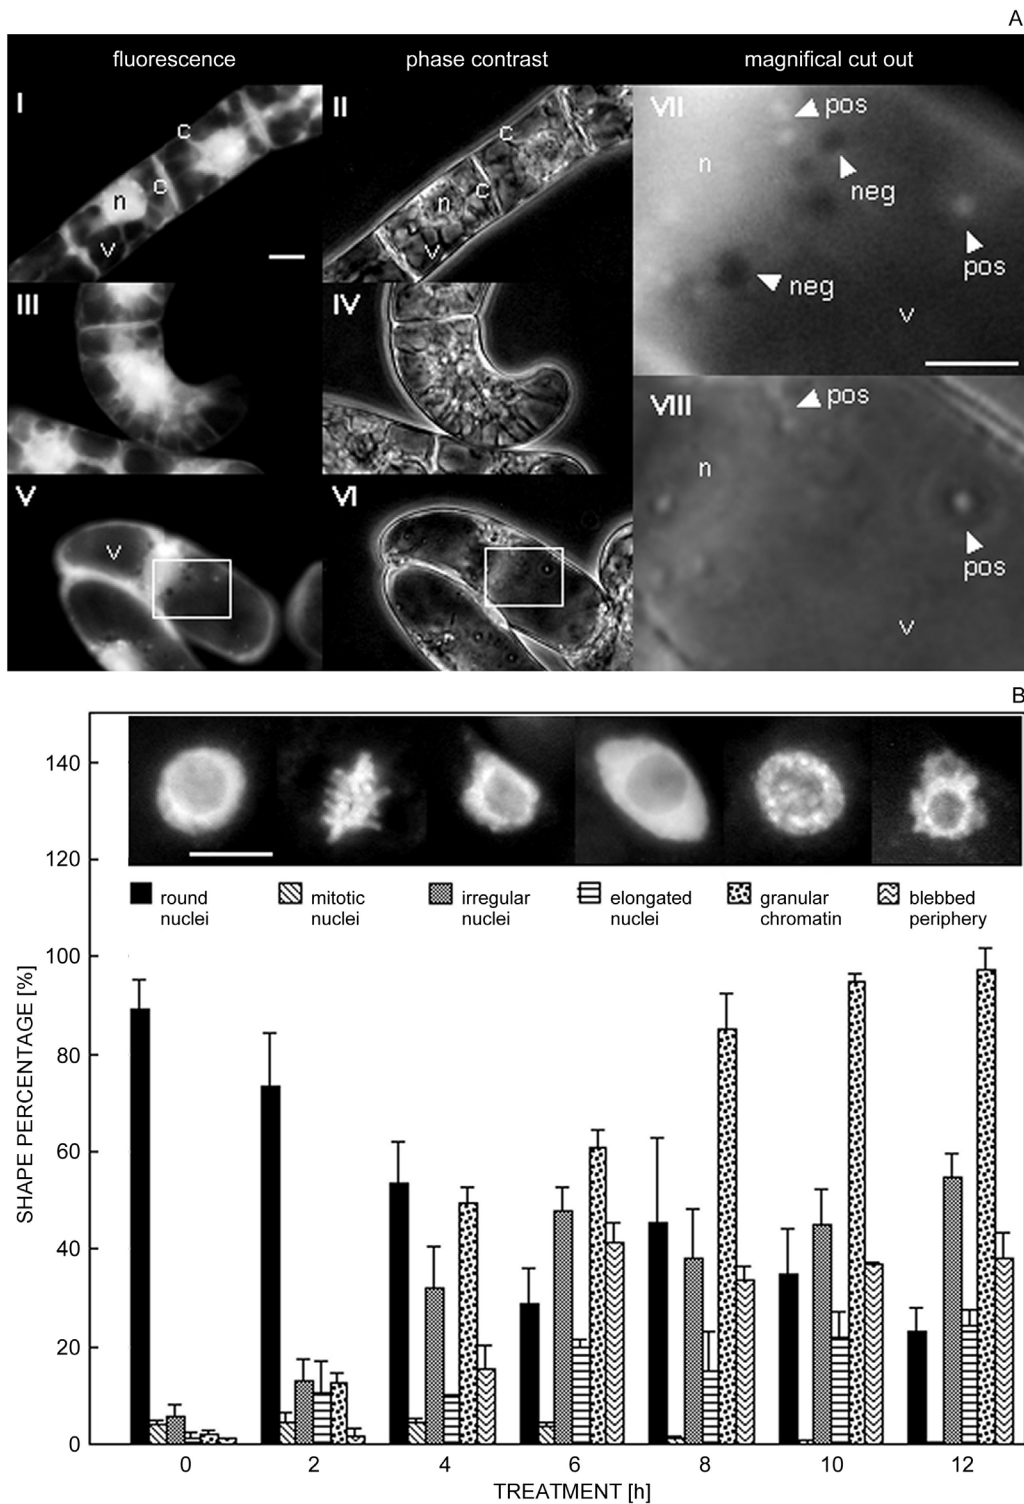 A
fluorescence
phase contrast
magnifical cut out
I
c
c
n
v
II
c
c
n
v
VII
pos
n
neg
pos
neg
v
III
IV
VIII
pos
n
pos
v
V
v
VI
B
SHAPE PERCENTAGE [%]
140
120
100
80
60
40
20
0
round
nuclei
mitotic
nuclei
irregular
nuclei
elongated
nuclei
granular
chromatin
blebbed
periphery
0 2 4 6 8 10 12
TREATMENT [h]